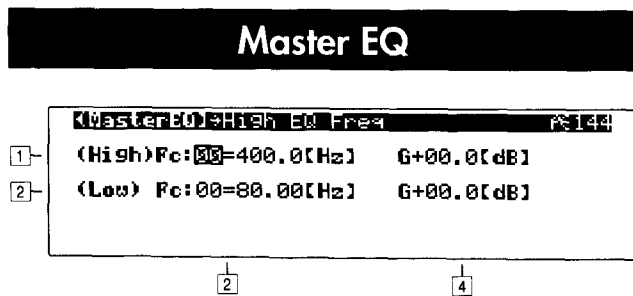 Master EQ
(MasterEQ)→High EQ Freq 144
1 (High)Fc:00=400.0[Hz] G+00.0[dB]
2 (Low) Fc:00=80.00[Hz] G+00.0[dB]
2 4